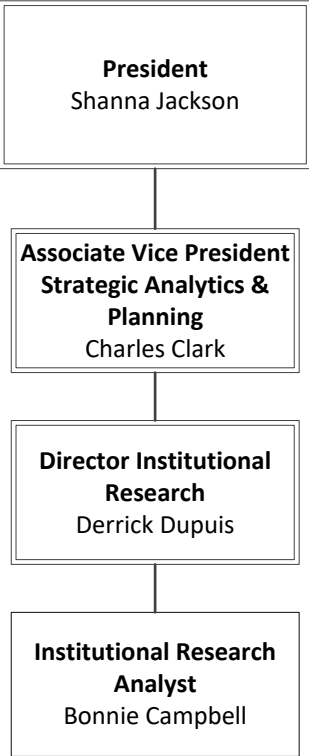 President
Shanna Jackson
Associate Vice President
Strategic Analytics &
Planning
Charles Clark
Director Institutional
Research
Derrick Dupuis
Institutional Research
Analyst
Bonnie Campbell